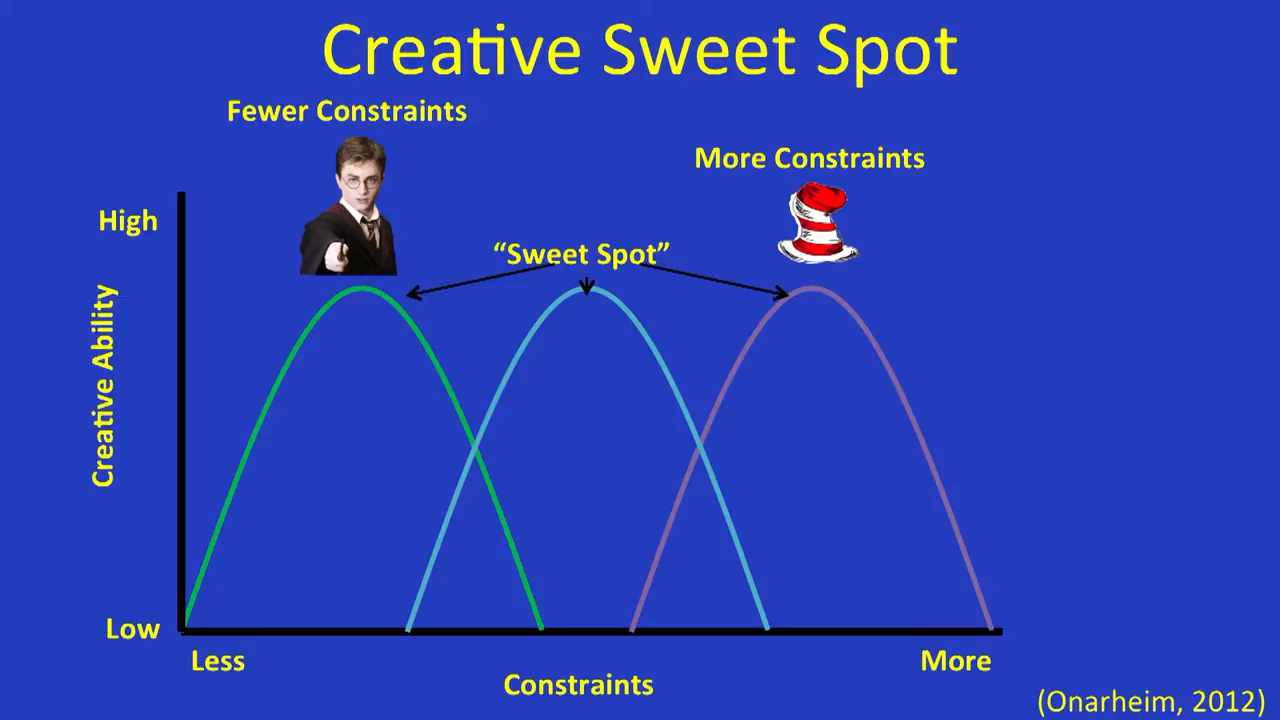 Creative Sweet Spot
Fewer Constraints
More Constraints
High
“Sweet Spot”
Creative Ability
Low
Less
More
Constraints
(Onarheim, 2012)